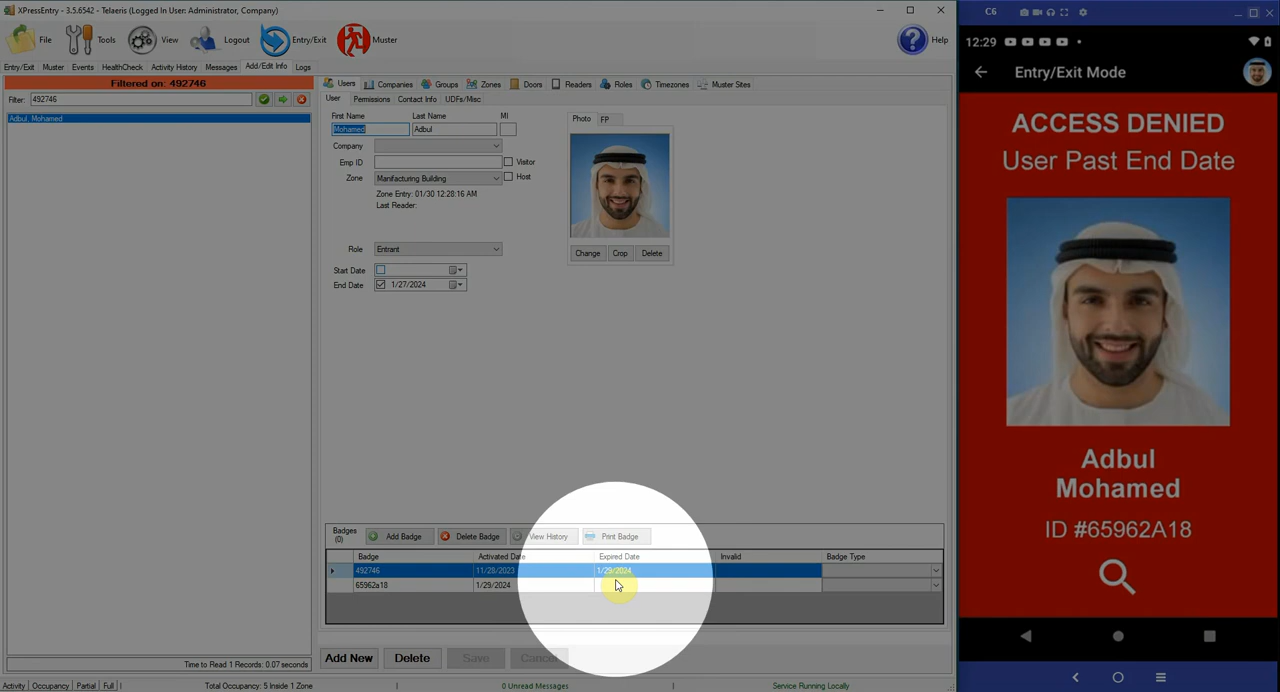 XPressEntry - 3.5.6542 - Telaeris (Logged In User: Administrator, Company)
File Tools View Logout Entry/Exit Muster Help
Entry/Exit Muster Events HealthCheck Activity History Messages Add/Edit Info Logs
Filtered on: 492746
Filter: 492746
Adbul, Mohamed
Time to Read 1 Records: 0.07 seconds
Users Companies Groups Zones Doors Readers Roles Timezones Muster Sites
User Permissions Contact Info UDFs/Misc
First Name Last Name MI
Mohamed Adbul
Company
Emp ID Visitor
Zone Manfacturing Building Host
Zone Entry: 01/30 12:28:16 AM
Last Reader:
Role Entrant
Start Date
End Date 1/27/2024
Photo FP
Change Crop Delete
Badges (0) Add Badge Delete Badge View History Print Badge
Badge Activated Date Expired Date Invalid Badge Type
492746 11/28/2023 1/29/2024
65962a18 1/29/2024
Add New Delete Save Cancel
Activity Occupancy Partial Full Total Occupancy: 5 Inside 1 Zone 0 Unread Messages Service Running Locally
C6
12:29
Entry/Exit Mode
ACCESS DENIED
User Past End Date
Adbul
Mohamed
ID #65962A18